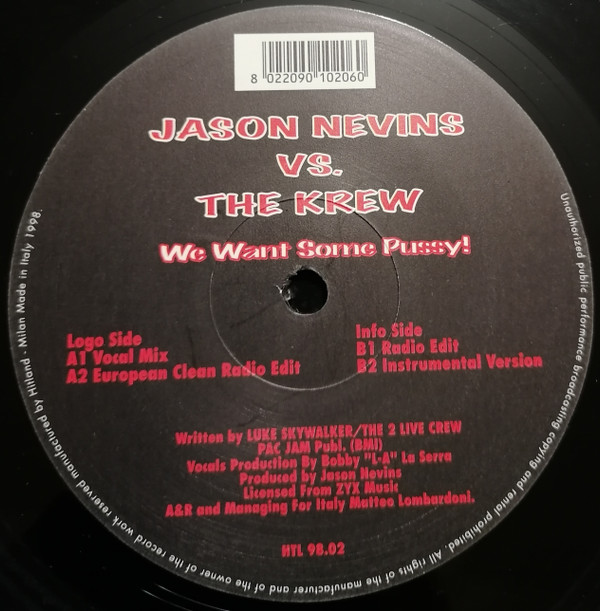 8 022090 102060
JASON NEVINS
VS.
THE KREW
We Want Some Pussy!
Logo Side
A1 Vocal Mix
A2 European Clean Radio Edit
Info Side
B1 Radio Edit
B2 Instrumental Version
Written by LUKE SKYWALKER/THE 2 LIVE CREW
PAC JAM Publ. (BMI)
Vocals Production By Bobby "L-A" La Serra
Produced by Jason Nevins
Licensed From ZYX Music
A&R and Managing For Italy Matteo Lombardoni.
HTL 98.02
Unauthorized public performance broadcasting copying and rental prohibited. All rights of the manufacturer and of the owner of the record work reserved manufactured by Hitland - Milan Made in Italy 1998.